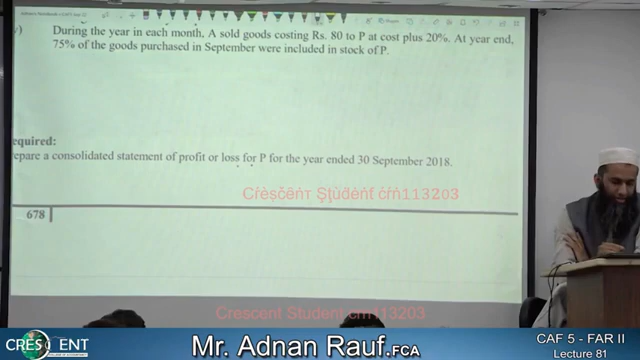 During the year in each month, A sold goods costing Rs. 80 to P at cost plus 20%. At year end,
75% of the goods purchased in September were included in stock of P.
equired:
epare a consolidated statement of profit or loss for P for the year ended 30 September 2018.
Crescent Student crn113203
678
Crescent Student crn113203
CRESCENT
Mr. Adnan Rauf.FCA
CAF 5 - FAR II
Lecture 81